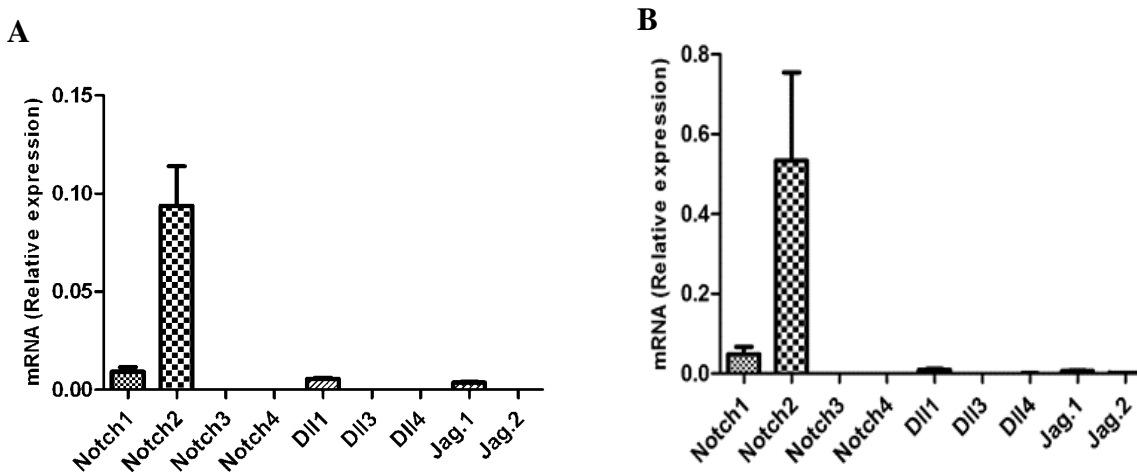 A
mRNA (Relative expression)
0.15
0.10
0.05
0.00
Notch1
Notch2
Notch3
Notch4
Dll1
Dll3
Dll4
Jag.1
Jag.2
B
mRNA (Relative expression)
0.8
0.6
0.4
0.2
0.0
Notch1
Notch2
Notch3
Notch4
Dll1
Dll3
Dll4
Jag.1
Jag.2